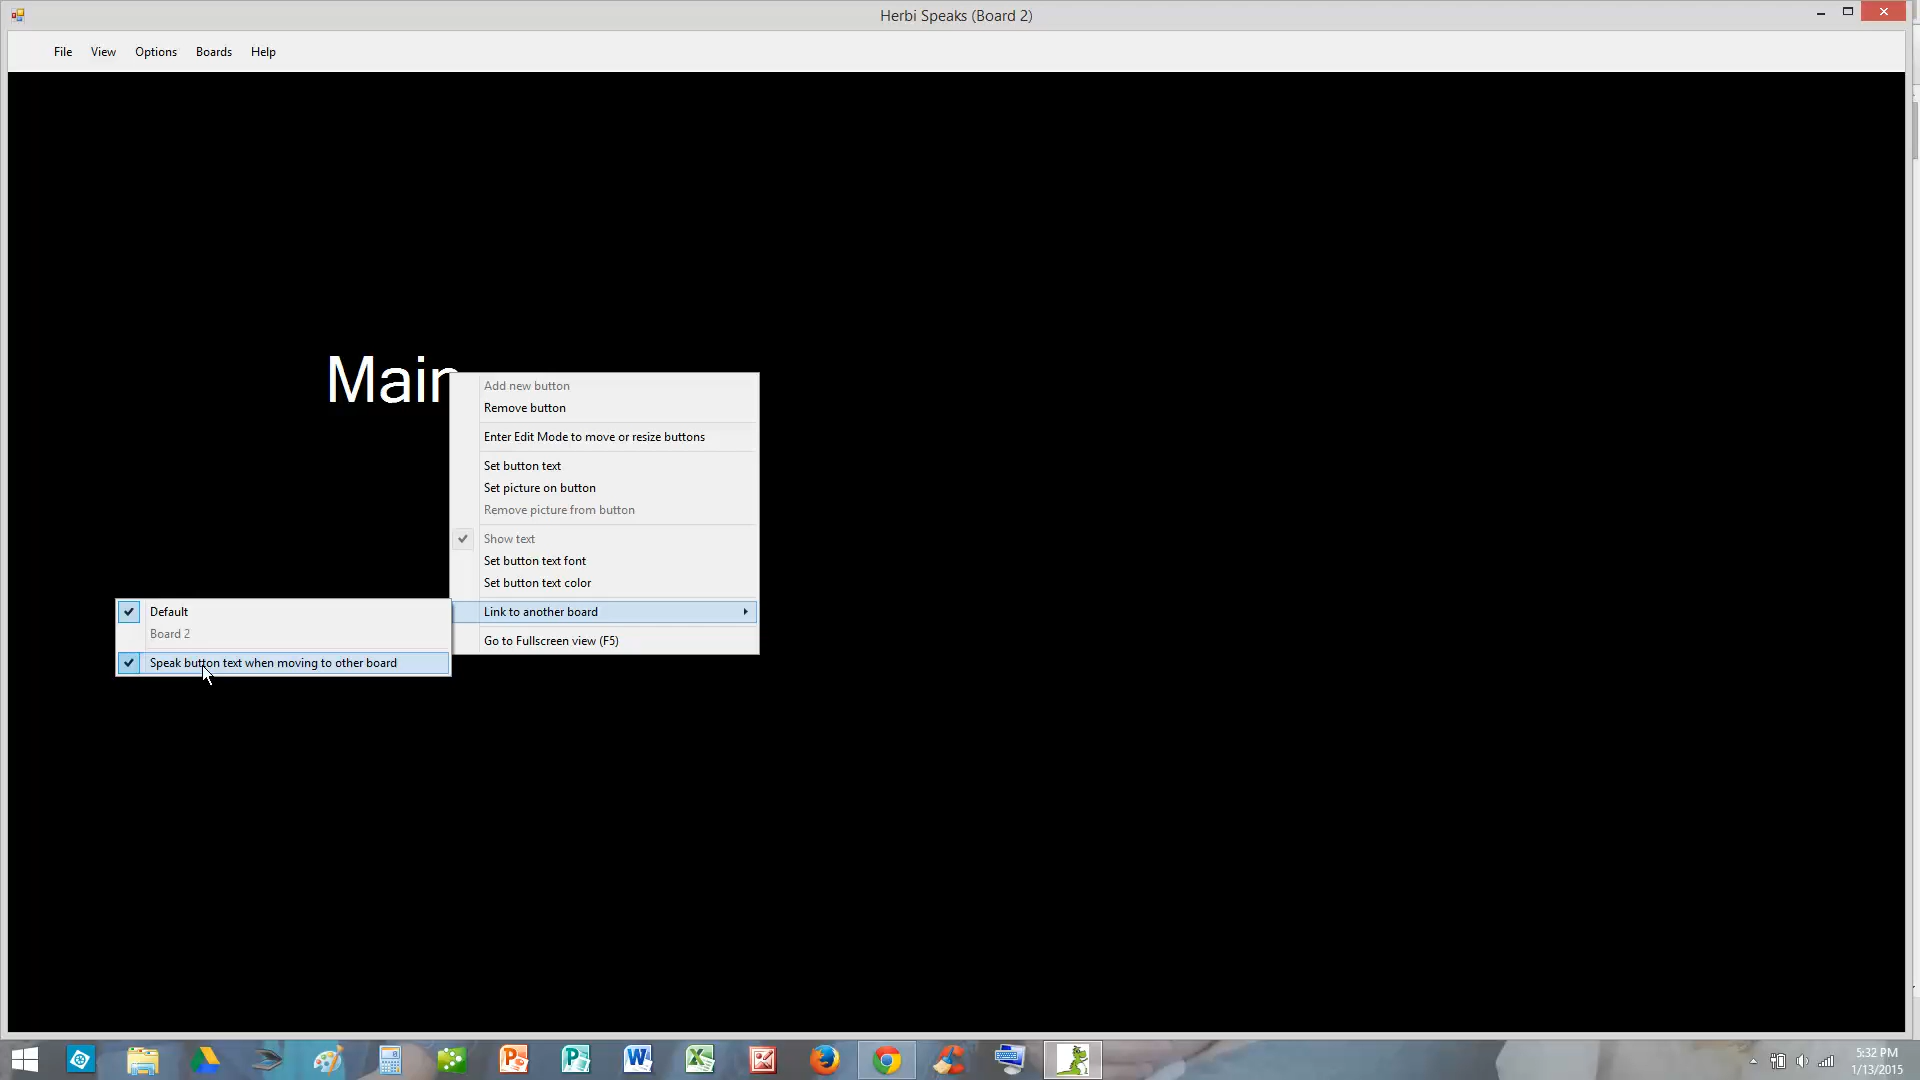 Herbi Speaks (Board 2)
File View Options Boards Help
Main
Add new button
Remove button
Enter Edit Mode to move or resize buttons
Set button text
Set picture on button
Remove picture from button
Show text
Set button text font
Set button text color
Link to another board
Go to Fullscreen view (F5)
Default
Board 2
Speak button text when moving to other board
5:32 PM
1/13/2015